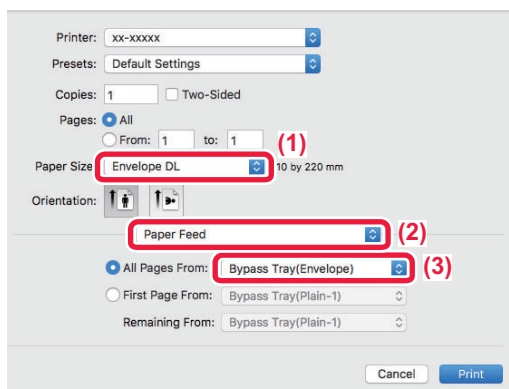 Printer: xx-xxxxx
Presets: Default Settings
Copies: 1 Two-Sided
Pages: All
From: 1 to: 1
(1)
Paper Size Envelope DL 10 by 220 mm
Orientation:
Paper Feed (2)
All Pages From: Bypass Tray(Envelope) (3)
First Page From: Bypass Tray(Plain-1)
Remaining From: Bypass Tray(Plain-1)
Cancel Print